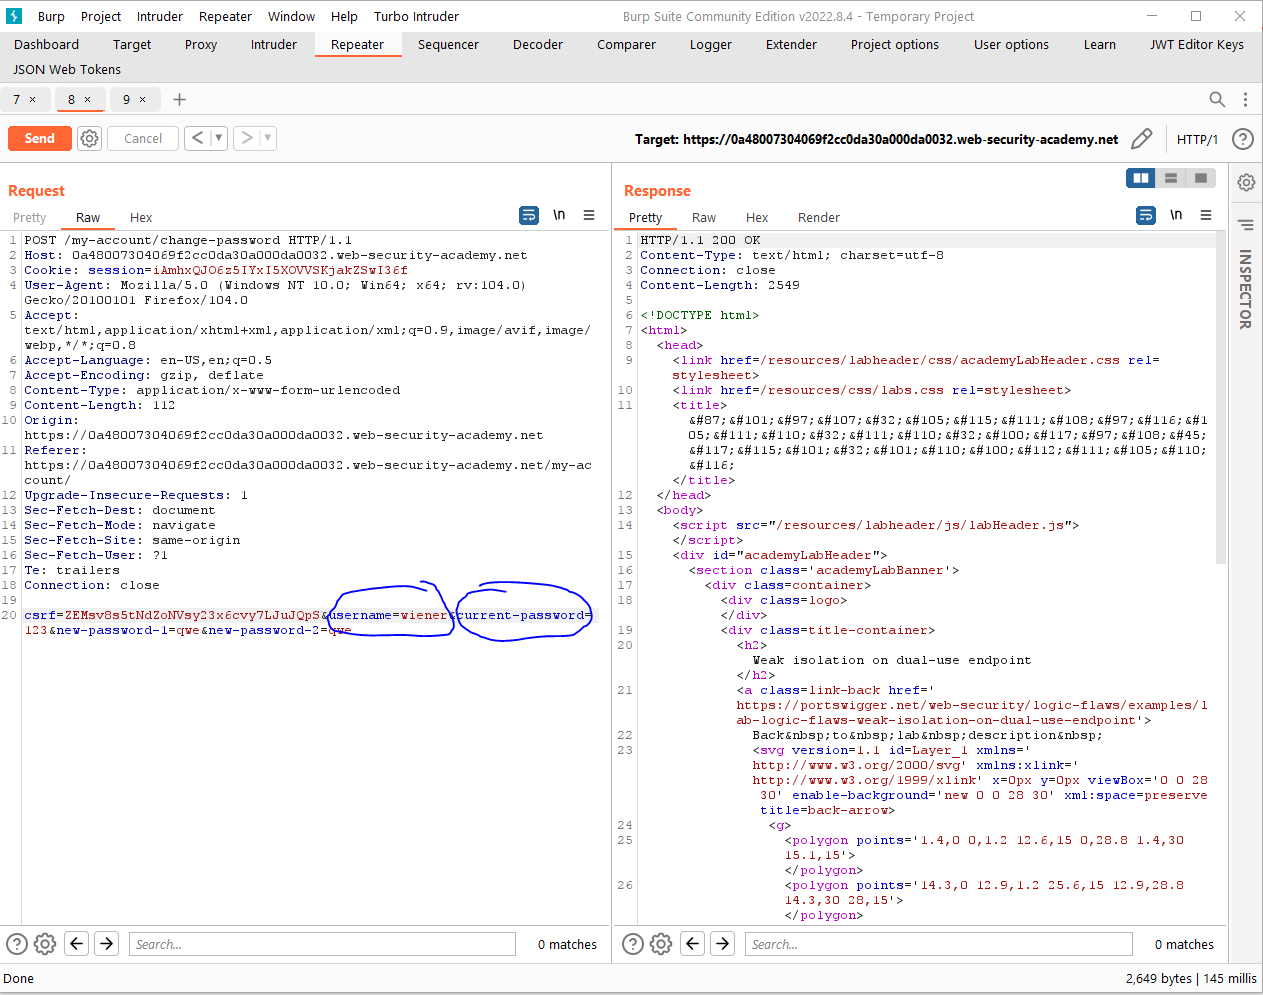 Burp Project Intruder Repeater Window Help Turbo Intruder
Burp Suite Community Edition v2022.8.4 - Temporary Project
Dashboard Target Proxy Intruder Repeater Sequencer Decoder Comparer Logger Extender Project options User options Learn JWT Editor Keys
JSON Web Tokens
7 × 8 × 9 ×
Send Cancel
Target: https://0a48007304069f2cc0da30a000da0032.web-security-academy.net
HTTP/1
Request
Pretty Raw Hex
\n
1 POST /my-account/change-password HTTP/1.1
2 Host: 0a48007304069f2cc0da30a000da0032.web-security-academy.net
3 Cookie: session=iAmhxQJO6z5IYxI5XOVVSKjakZSwI36f
4 User-Agent: Mozilla/5.0 (Windows NT 10.0; Win64; x64; rv:104.0)
Gecko/20100101 Firefox/104.0
5 Accept:
text/html,application/xhtml+xml,application/xml;q=0.9,image/avif,image/
webp,*/*;q=0.8
6 Accept-Language: en-US,en;q=0.5
7 Accept-Encoding: gzip, deflate
8 Content-Type: application/x-www-form-urlencoded
9 Content-Length: 112
10 Origin:
https://0a48007304069f2cc0da30a000da0032.web-security-academy.net
11 Referer:
https://0a48007304069f2cc0da30a000da0032.web-security-academy.net/my-ac
count/
12 Upgrade-Insecure-Requests: 1
13 Sec-Fetch-Dest: document
14 Sec-Fetch-Mode: navigate
15 Sec-Fetch-Site: same-origin
16 Sec-Fetch-User: ?1
17 Te: trailers
18 Connection: close
19
20 csrf=ZEMsv8s5tNdZoNVsy23x6cvy7LJuJQpS&username=wiener&current-password=
123&new-password-1=qwe&new-password-2=qwe
Search...
0 matches
Response
Pretty Raw Hex Render
\n
1 HTTP/1.1 200 OK
2 Content-Type: text/html; charset=utf-8
3 Connection: close
4 Content-Length: 2549
5
6 <!DOCTYPE html>
7 <html>
8 <head>
9 <link href=/resources/labheader/css/academyLabHeader.css rel=
stylesheet>
10 <link href=/resources/css/labs.css rel=stylesheet>
11 <title>
&#87;&#101;&#97;&#107;&#32;&#105;&#115;&#111;&#108;&#97;&#116;&#1
05;&#111;&#110;&#32;&#111;&#110;&#32;&#100;&#117;&#97;&#108;&#45;
&#117;&#115;&#101;&#32;&#101;&#110;&#100;&#112;&#111;&#105;&#110;
&#116;
</title>
12 </head>
13 <body>
14 <script src="/resources/labheader/js/labHeader.js">
</script>
15 <div id="academyLabHeader">
16 <section class='academyLabBanner'>
17 <div class=container>
18 <div class=logo>
</div>
19 <div class=title-container>
20 <h2>
Weak isolation on dual-use endpoint
</h2>
21 <a class=link-back href='
https://portswigger.net/web-security/logic-flaws/examples/l
ab-logic-flaws-weak-isolation-on-dual-use-endpoint'>
22 Back&nbsp;to&nbsp;lab&nbsp;description&nbsp;
23 <svg version=1.1 id=Layer_1 xmlns='
http://www.w3.org/2000/svg' xmlns:xlink='
http://www.w3.org/1999/xlink' x=0px y=0px viewBox='0 0 28
30' enable-background='new 0 0 28 30' xml:space=preserve
title=back-arrow>
24 <g>
25 <polygon points='1.4,0 0,1.2 12.6,15 0,28.8 1.4,30
15.1,15'>
</polygon>
26 <polygon points='14.3,0 12.9,1.2 25.6,15 12.9,28.8
14.3,30 28,15'>
</polygon>
Search...
0 matches
INSPECTOR
Done
2,649 bytes | 145 millis